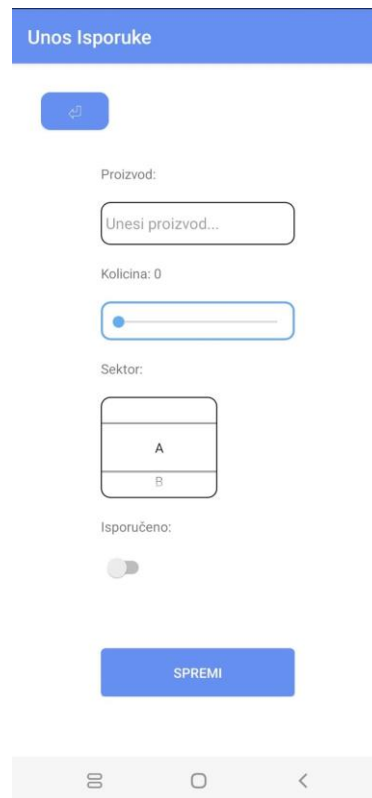 Unos Isporuke
Proizvod:
Unesi proizvod...
Kolicina: 0
Sektor:
A
B
Isporučeno:
SPREMI